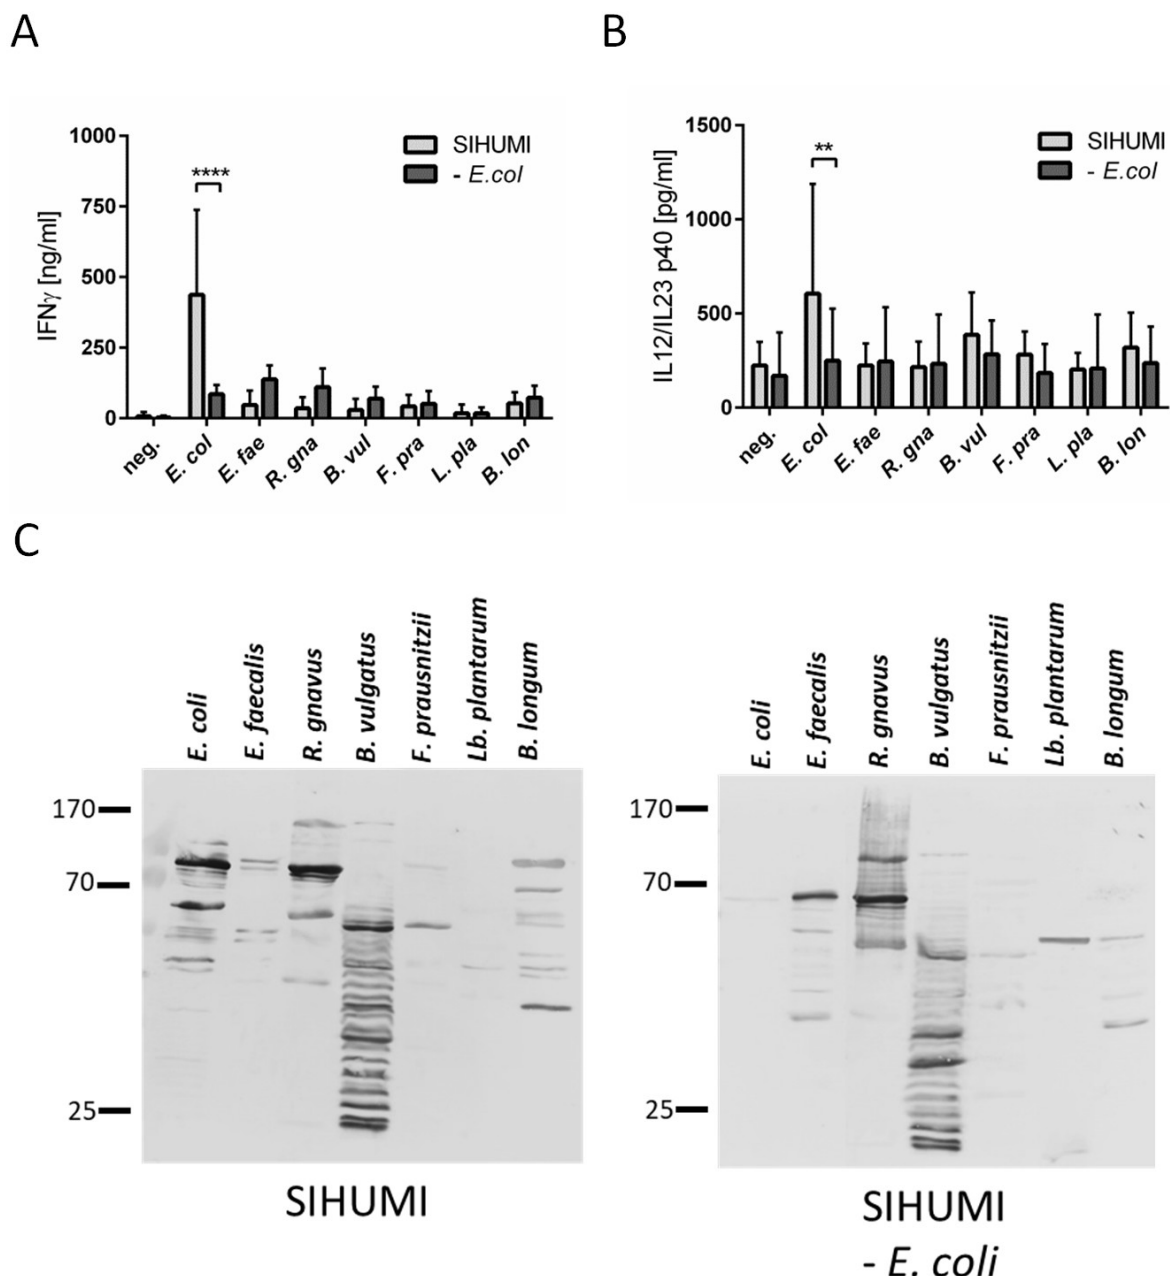 A
B
1000
750
500
250
0
IFNγ [ng/ml]
****
SIHUMI
- E.col
neg.
E. col
E. fae
R. gna
B. vul
F. pra
L. pla
B. lon
1500
1000
500
0
IL12/IL23 p40 [pg/ml]
**
SIHUMI
- E.col
neg.
E. col
E. fae
R. gna
B. vul
F. pra
L. pla
B. lon
C
E. coli
E. faecalis
R. gnavus
B. vulgatus
F. prausnitzii
Lb. plantarum
B. longum
170
70
25
SIHUMI
E. coli
E. faecalis
R. gnavus
B. vulgatus
F. prausnitzii
Lb. plantarum
B. longum
170
70
25
SIHUMI
- E. coli